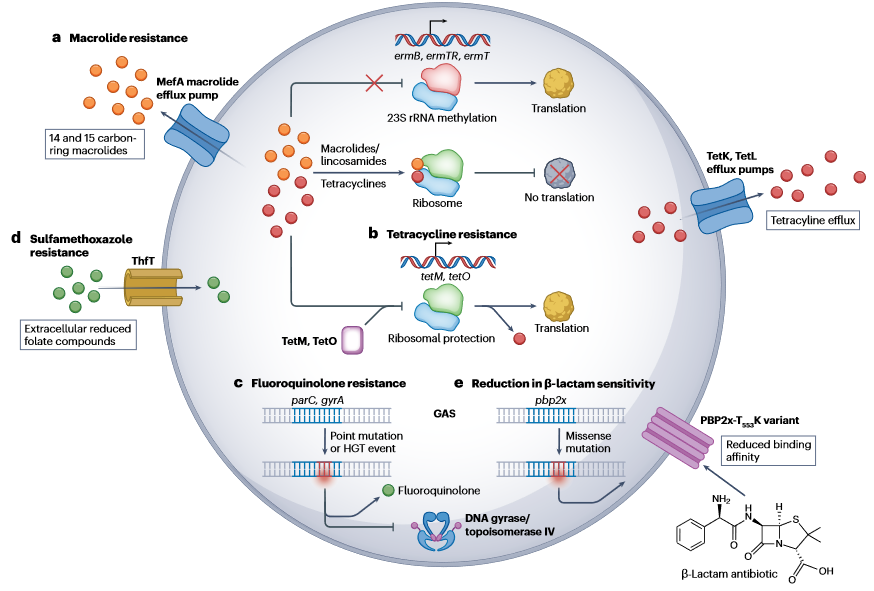 a Macrolide resistance
MefA macrolide
efflux pump
14 and 15 carbon-
ring macrolides
ermB, ermTR, ermT
23S rRNA methylation
Translation
Macrolides/
lincosamides
Tetracyclines
Ribosome
No translation
TetK, TetL
efflux pumps
Tetracyline efflux
d Sulfamethoxazole
resistance
ThfT
Extracellular reduced
folate compounds
b Tetracycline resistance
tetM, tetO
TetM, TetO
Ribosomal protection
Translation
c Fluoroquinolone resistance
parC, gyrA
Point mutation
or HGT event
Fluoroquinolone
DNA gyrase/
topoisomerase IV
GAS
e Reduction in β-lactam sensitivity
pbp2x
Missense
mutation
PBP2x-T553K variant
Reduced binding
affinity
NH2
H
N
H
S
O
O
N
O
OH
β-Lactam antibiotic